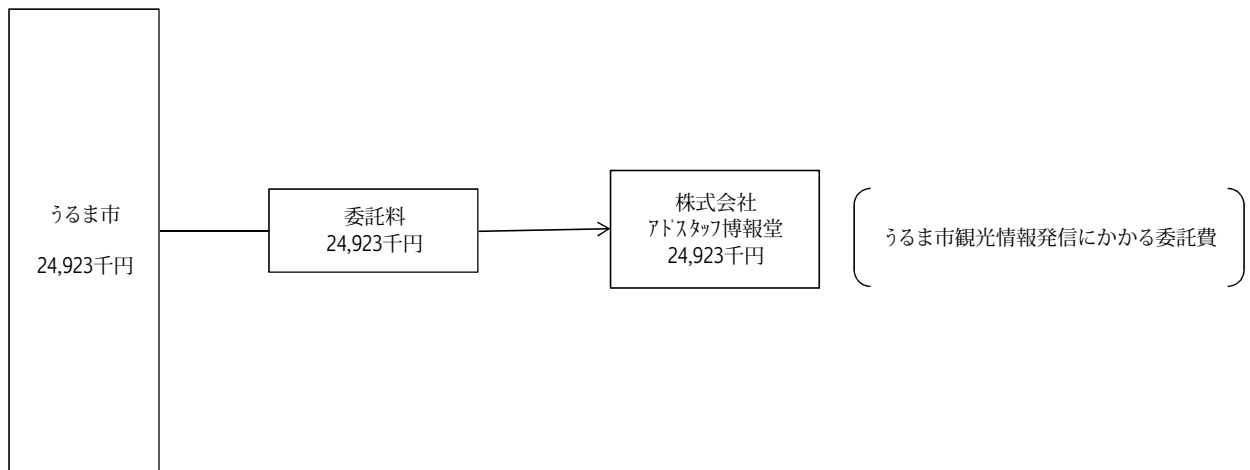 うるま市
24,923千円
委託料
24,923千円
株式会社
ｱﾄﾞｽﾀｯﾌ博報堂
24,923千円
うるま市観光情報発信にかかる委託費